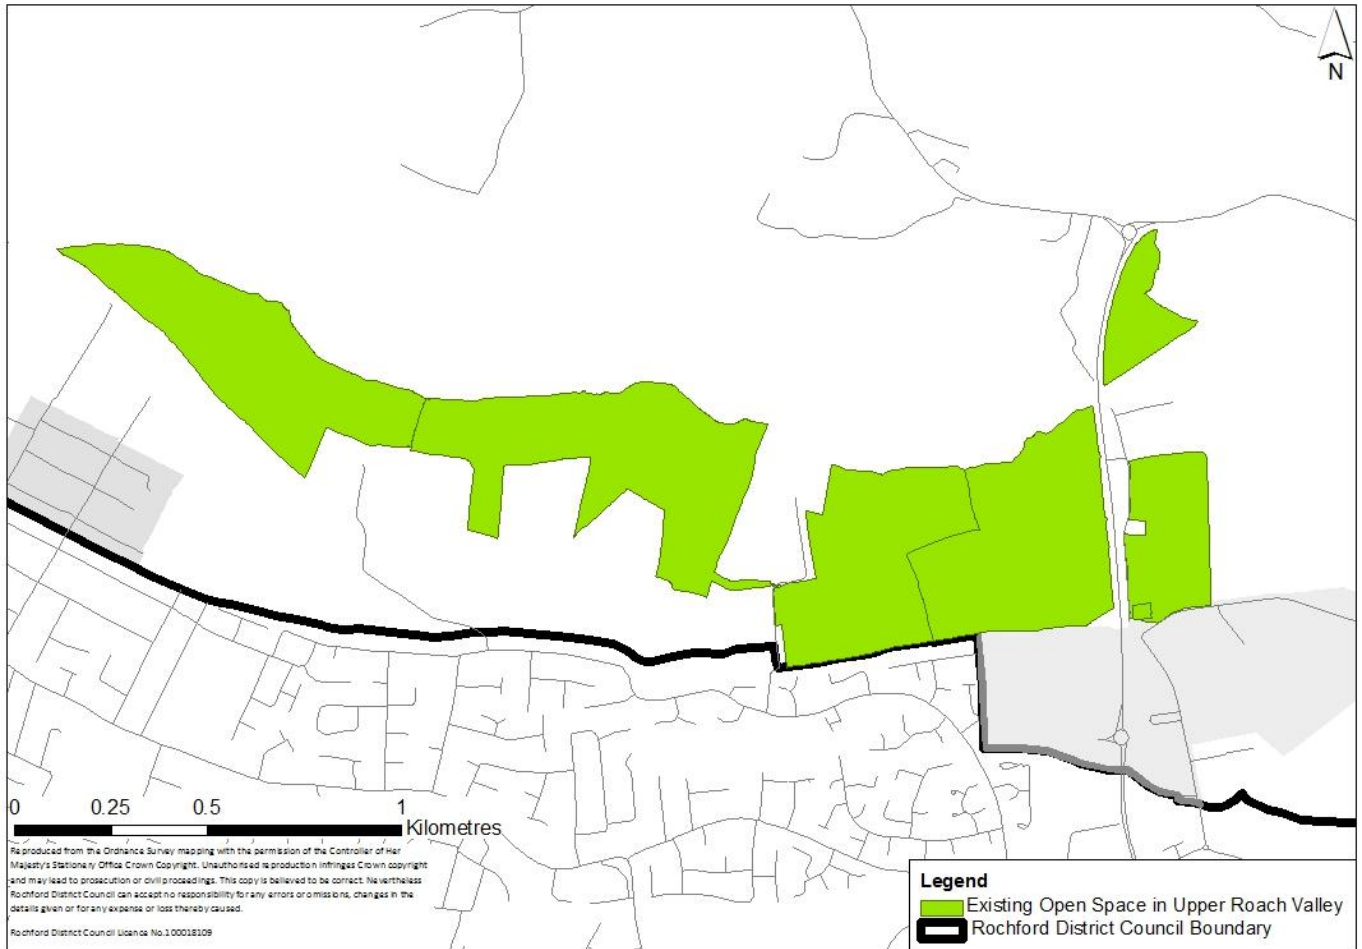 N
0 0.25 0.5 1
Kilometres
Reproduced from the Ordnance Survey mapping with the permission of the Controller of Her
Majesty's Stationery Office Crown Copyright. Unauthorised reproduction infringes Crown copyright
and may lead to prosecution or civil proceedings. This copy is believed to be correct. Nevertheless
Rochford District Council can accept no responsibility for any errors or omissions, changes in the
details given or for any expense or loss thereby caused.
Rochford District Council Licence No.100018109
Legend
Existing Open Space in Upper Roach Valley
Rochford District Council Boundary